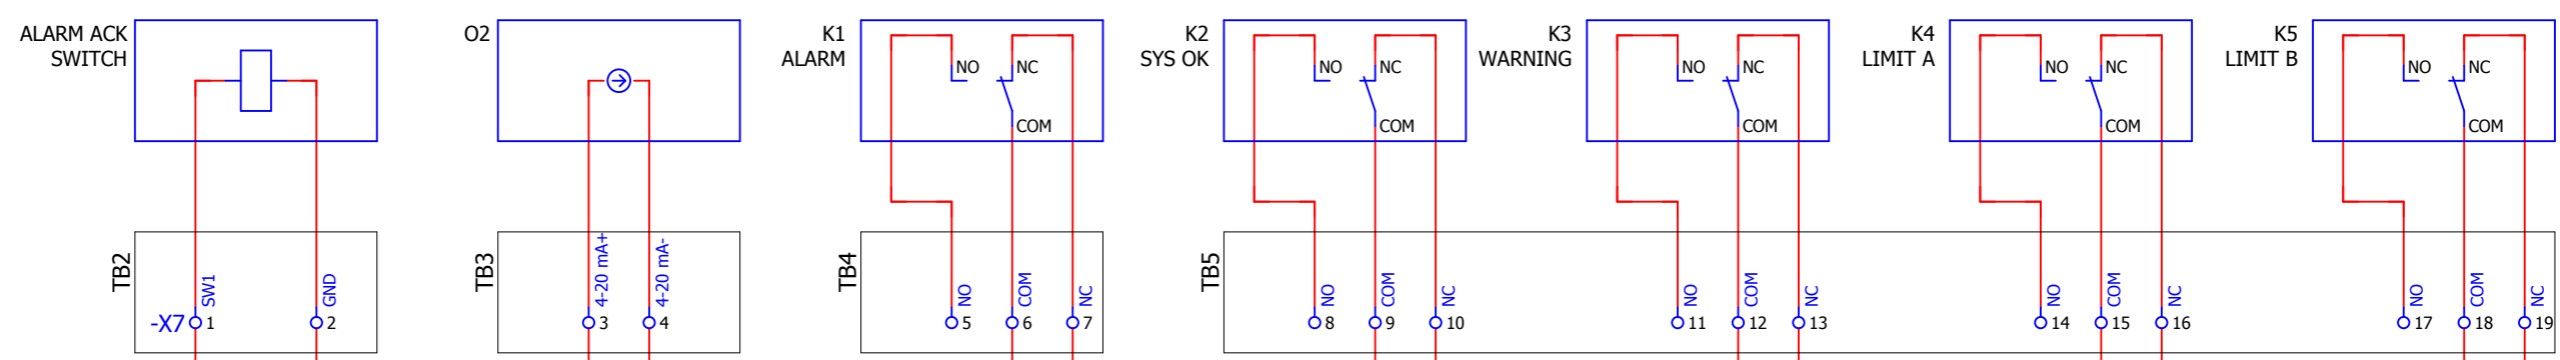 ALARM ACK
SWITCH
O2
K1
ALARM
NO
NC
COM
K2
SYS OK
NO
NC
COM
K3
WARNING
NO
NC
COM
K4
LIMIT A
NO
NC
COM
K5
LIMIT B
NO
NC
COM
TB2
SW1
GND
-X7
1
2
TB3
4-20 mA+
4-20 mA-
3
4
TB4
NO
COM
NC
5
6
7
TB5
NO
COM
NC
8
9
10
NO
COM
NC
11
12
13
NO
COM
NC
14
15
16
NO
COM
NC
17
18
19